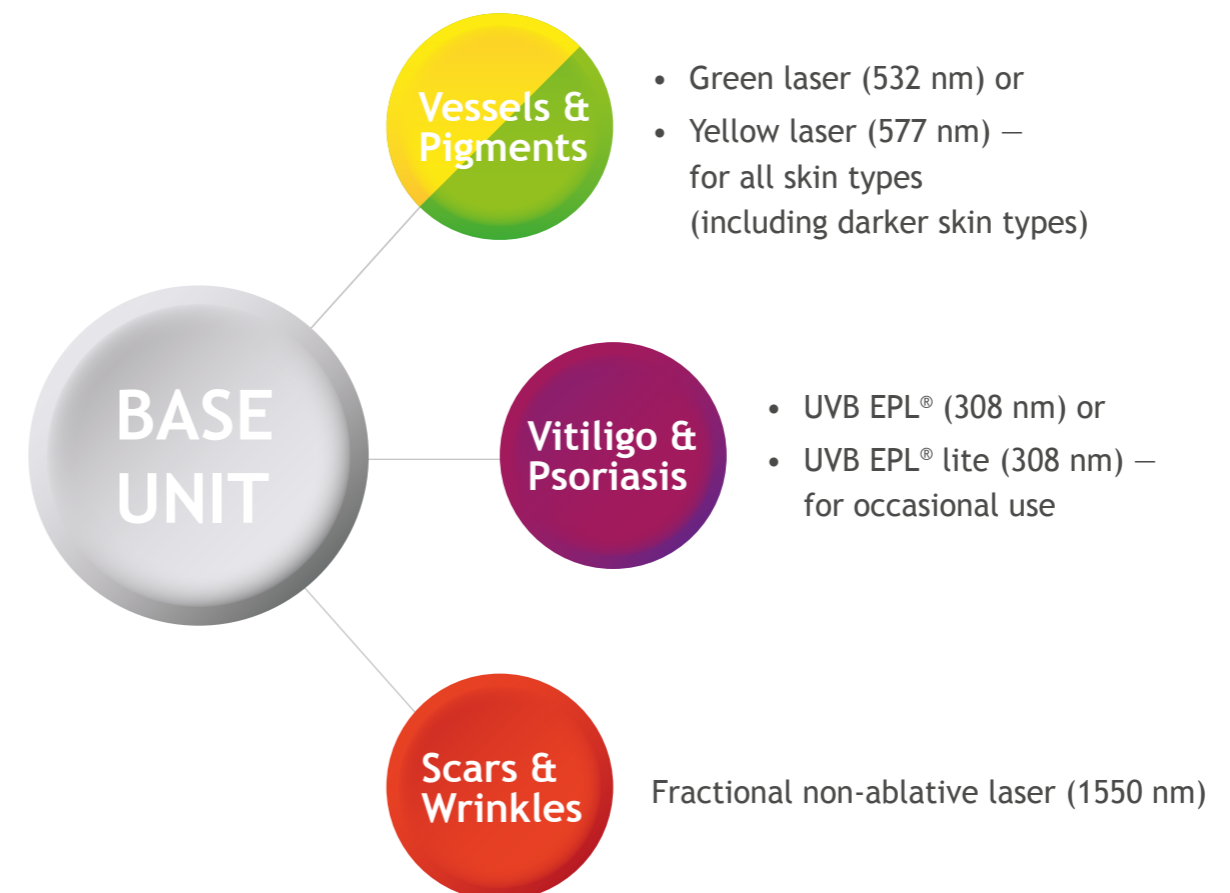 Vessels &
Pigments
• Green laser (532 nm) or
• Yellow laser (577 nm) —
for all skin types
(including darker skin types)
BASE
UNIT
Vitiligo &
Psoriasis
• UVB EPL® (308 nm) or
• UVB EPL® lite (308 nm) —
for occasional use
Scars &
Wrinkles
Fractional non-ablative laser (1550 nm)